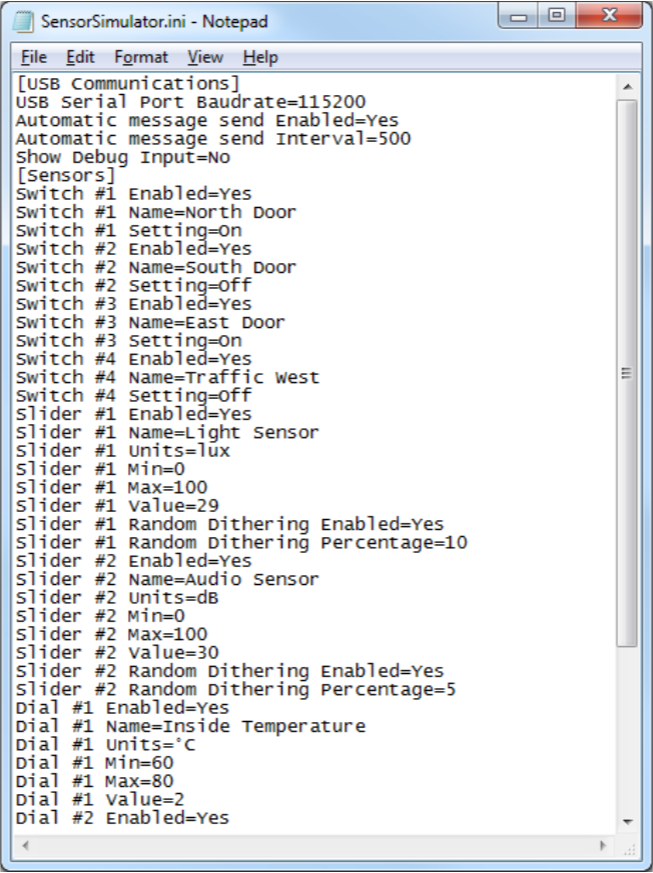 SensorSimulator.ini - Notepad
File Edit Format View Help
[USB Communications]
USB Serial Port Baudrate=115200
Automatic message send Enabled=Yes
Automatic message send Interval=500
Show Debug Input=No
[Sensors]
Switch #1 Enabled=Yes
Switch #1 Name=North Door
Switch #1 Setting=On
Switch #2 Enabled=Yes
Switch #2 Name=South Door
Switch #2 Setting=Off
Switch #3 Enabled=Yes
Switch #3 Name=East Door
Switch #3 Setting=On
Switch #4 Enabled=Yes
Switch #4 Name=Traffic West
Switch #4 Setting=Off
Slider #1 Enabled=Yes
Slider #1 Name=Light Sensor
Slider #1 Units=lux
Slider #1 Min=0
Slider #1 Max=100
Slider #1 Value=29
Slider #1 Random Dithering Enabled=Yes
Slider #1 Random Dithering Percentage=10
Slider #2 Enabled=Yes
Slider #2 Name=Audio Sensor
Slider #2 Units=dB
Slider #2 Min=0
Slider #2 Max=100
Slider #2 Value=30
Slider #2 Random Dithering Enabled=Yes
Slider #2 Random Dithering Percentage=5
Dial #1 Enabled=Yes
Dial #1 Name=Inside Temperature
Dial #1 Units=°C
Dial #1 Min=60
Dial #1 Max=80
Dial #1 Value=2
Dial #2 Enabled=Yes